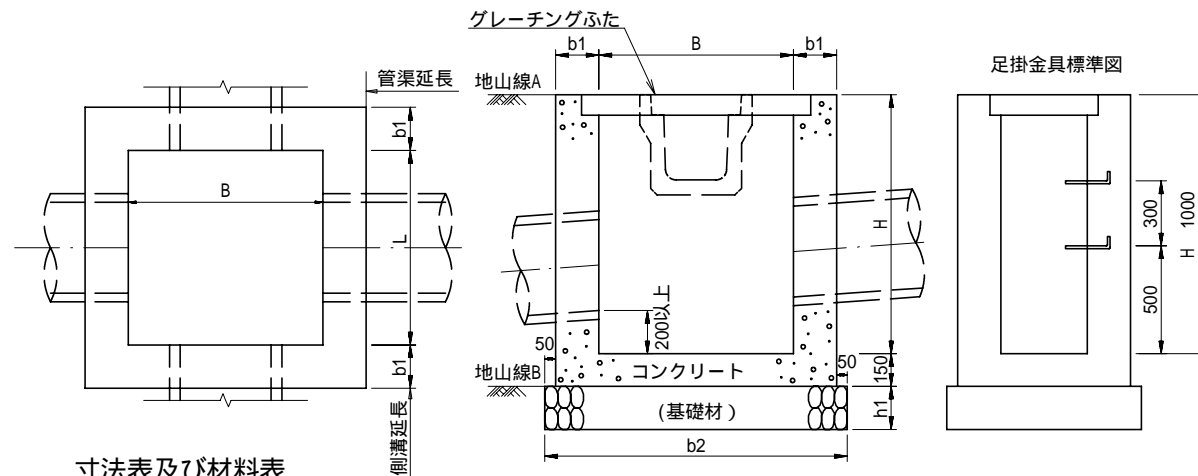 グレーチングふた
b1
B
b1
管渠延長
地山線A
足掛金具標準図
b1
B
L
H
300
H 1000
500
200以上
50
50
コンクリート
150
地山線B
(基礎材)
h1
b1
側溝延長
b2
寸法表及び材料表